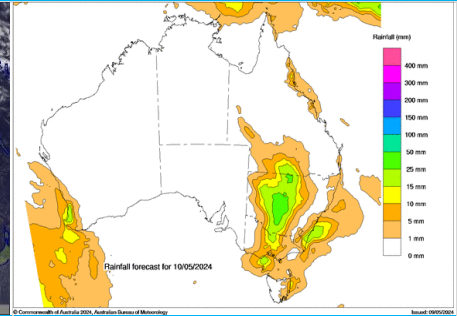 Rainfall (mm)
400 mm
300 mm
200 mm
150 mm
100 mm
50 mm
25 mm
15 mm
10 mm
5 mm
1 mm
0 mm
Rainfall forecast for 10/05/2024
© Commonwealth of Australia 2024, Australian Bureau of Meteorology
Issued: 09/05/2024